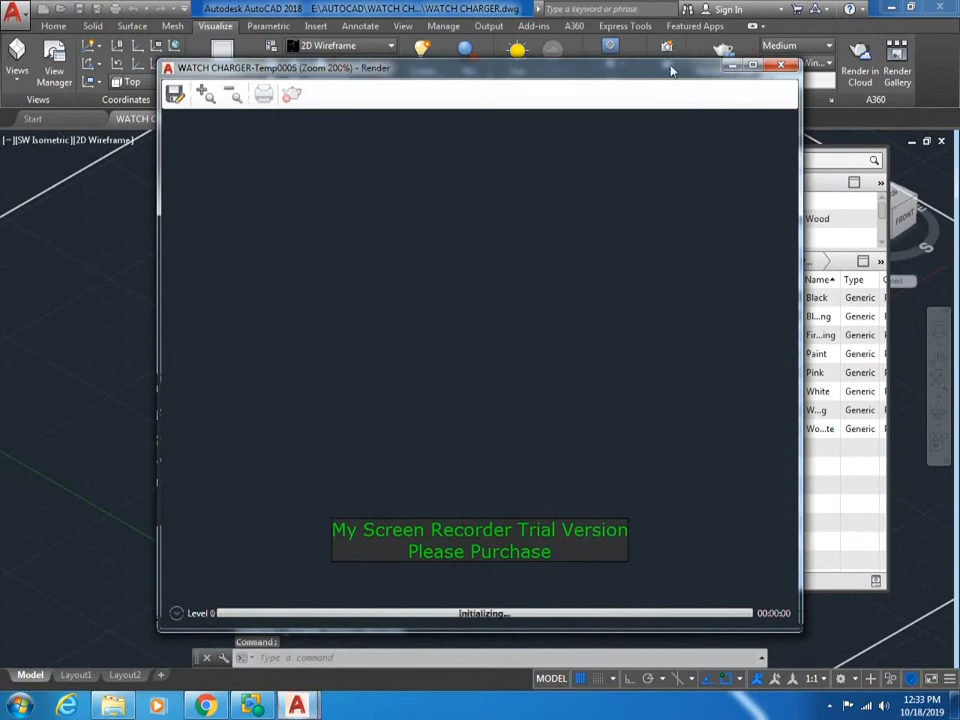 Autodesk AutoCAD 2018 E:\AUTOCAD\WATCH CH...\WATCH CHARGER.dwg
Type a keyword or phrase
Sign In
Home Solid Surface Mesh Visualize Parametric Insert Annotate View Manage Output Add-ins A360 Express Tools Featured Apps
2D Wireframe
Medium
Views
View Manager
Top
Render in Cloud
Render Gallery
Views
Coordinates
A360
WATCH CHARGER-Temp0005 (Zoom 200%) - Render
Start
WATCH C
[−][SW Isometric][2D Wireframe]
Wood
FRONT
S
Name Type
Black Generic
Bl...ng Generic
Fir...ing Generic
Paint Generic
Pink Generic
White Generic
W...g Generic
Wo...te Generic
My Screen Recorder Trial Version
Please Purchase
Level 0
Initializing...
00:00:00
Command:
Type a command
Model Layout1 Layout2 +
MODEL
1:1
12:33 PM
10/18/2019